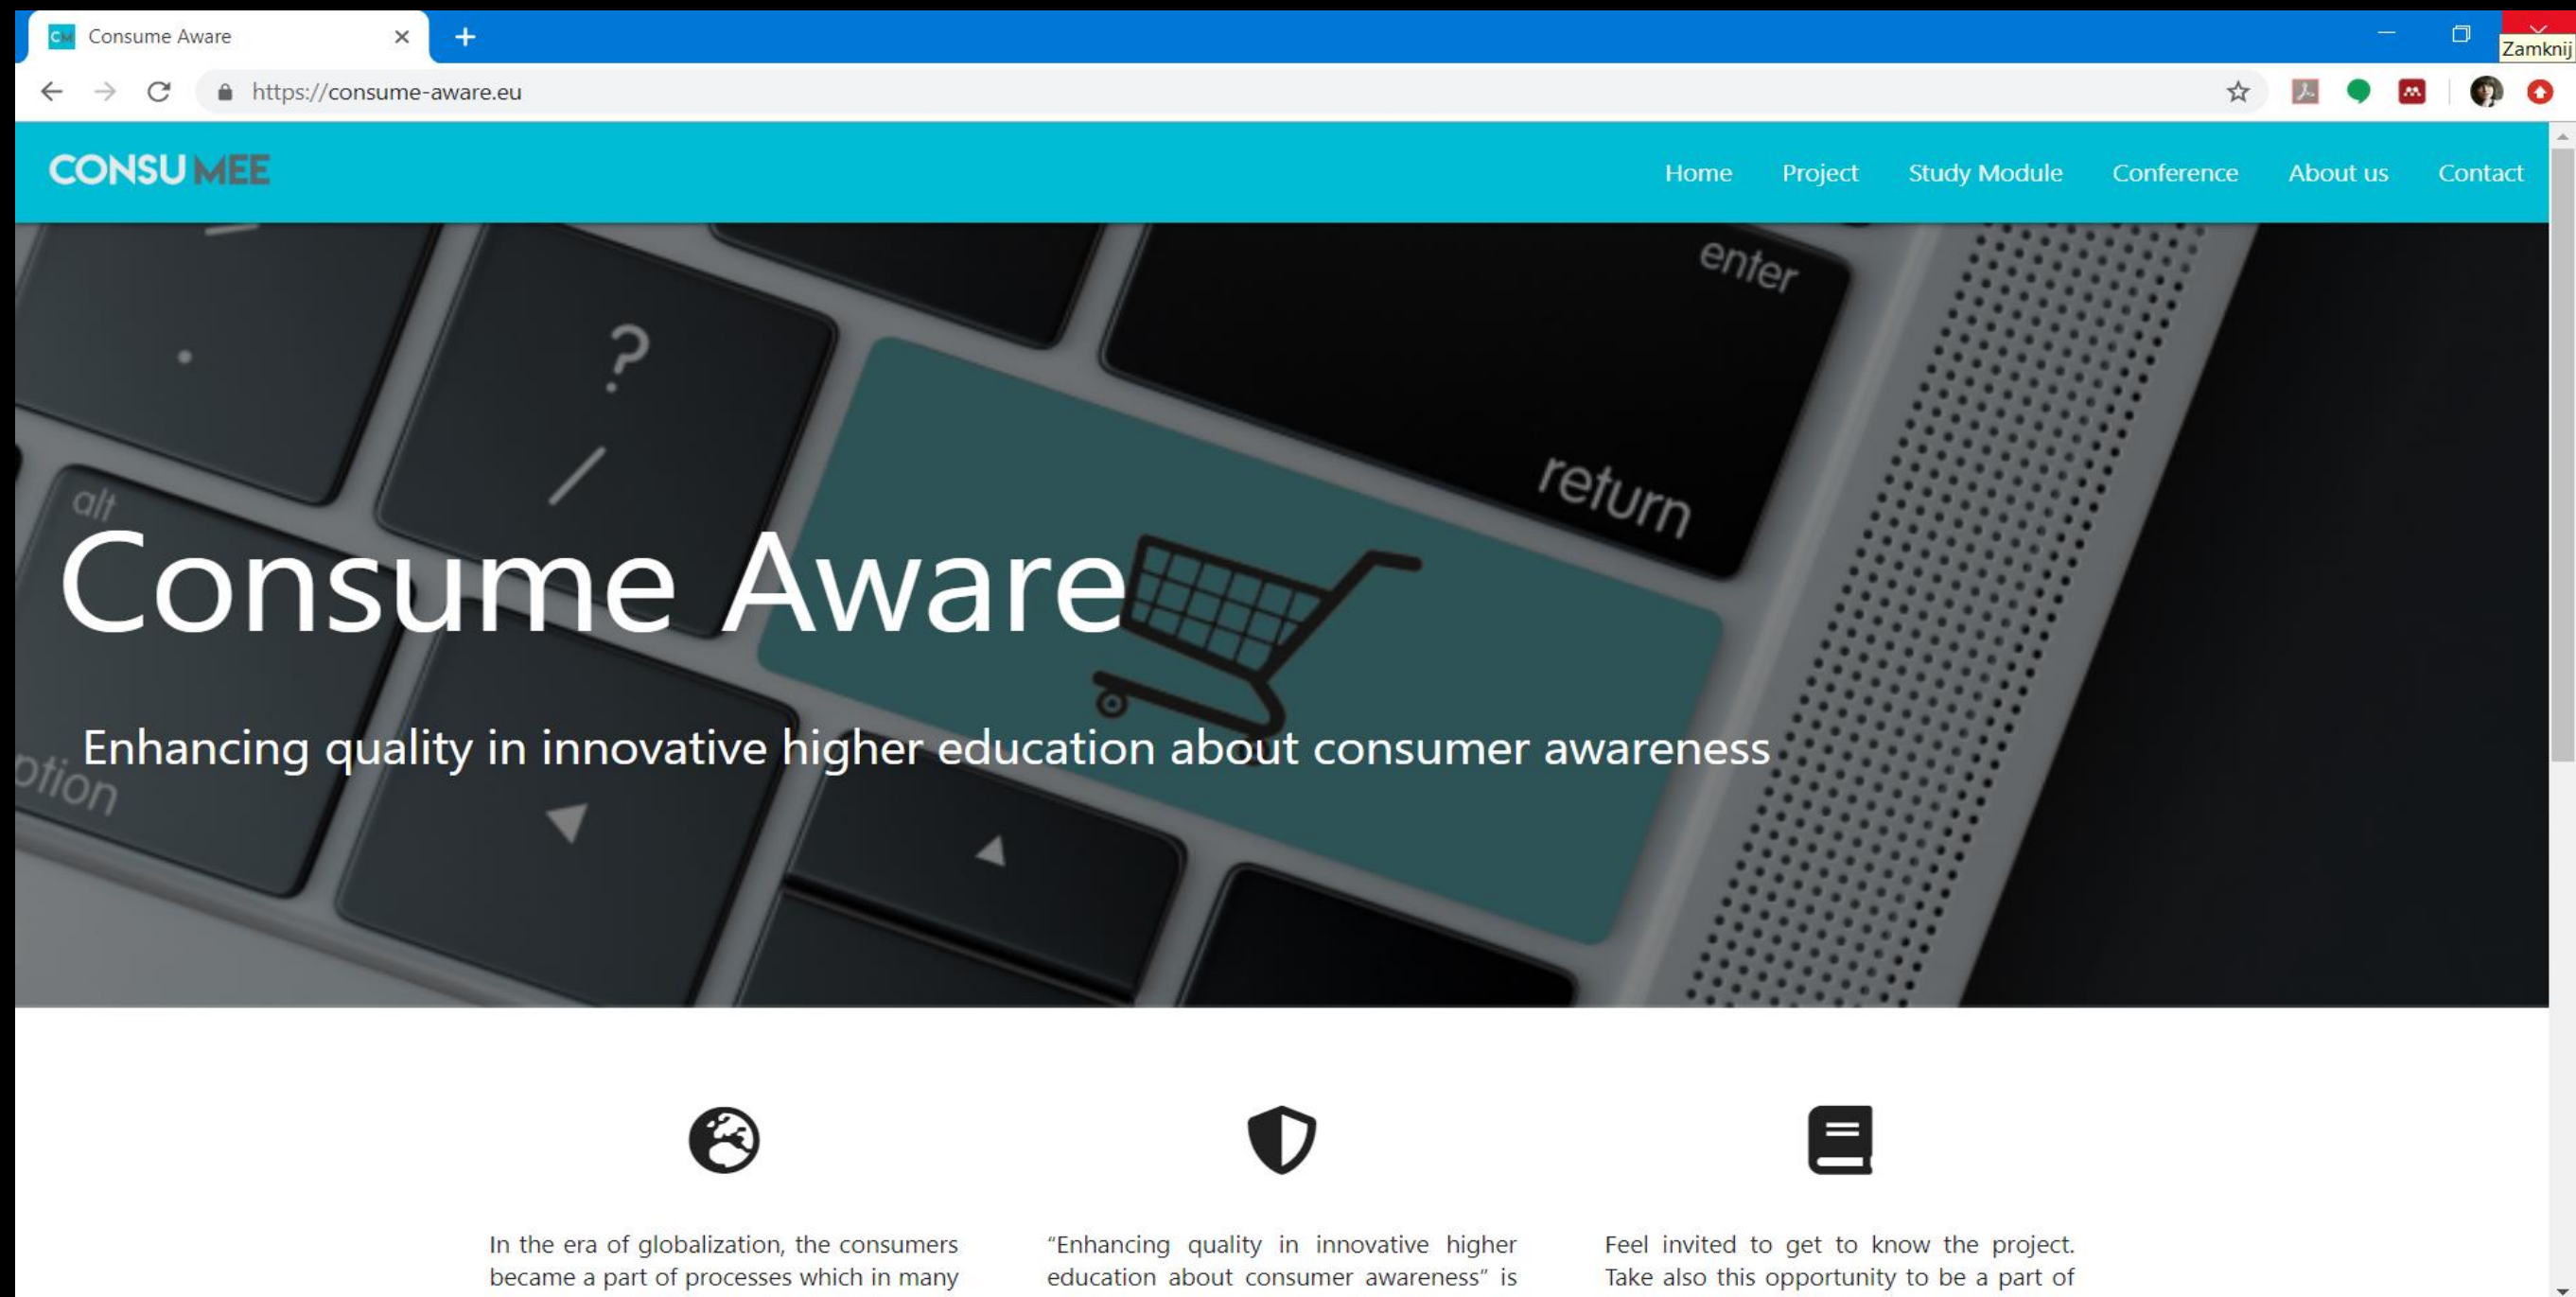 CM Consume Aware
Zamknij
https://consume-aware.eu
CONSUMEE
Home Project Study Module Conference About us Contact
enter
?
/
.
return
alt
Consume Aware
Enhancing quality in innovative higher education about consumer awareness
ption
In the era of globalization, the consumers
became a part of processes which in many
“Enhancing quality in innovative higher
education about consumer awareness” is
Feel invited to get to know the project.
Take also this opportunity to be a part of